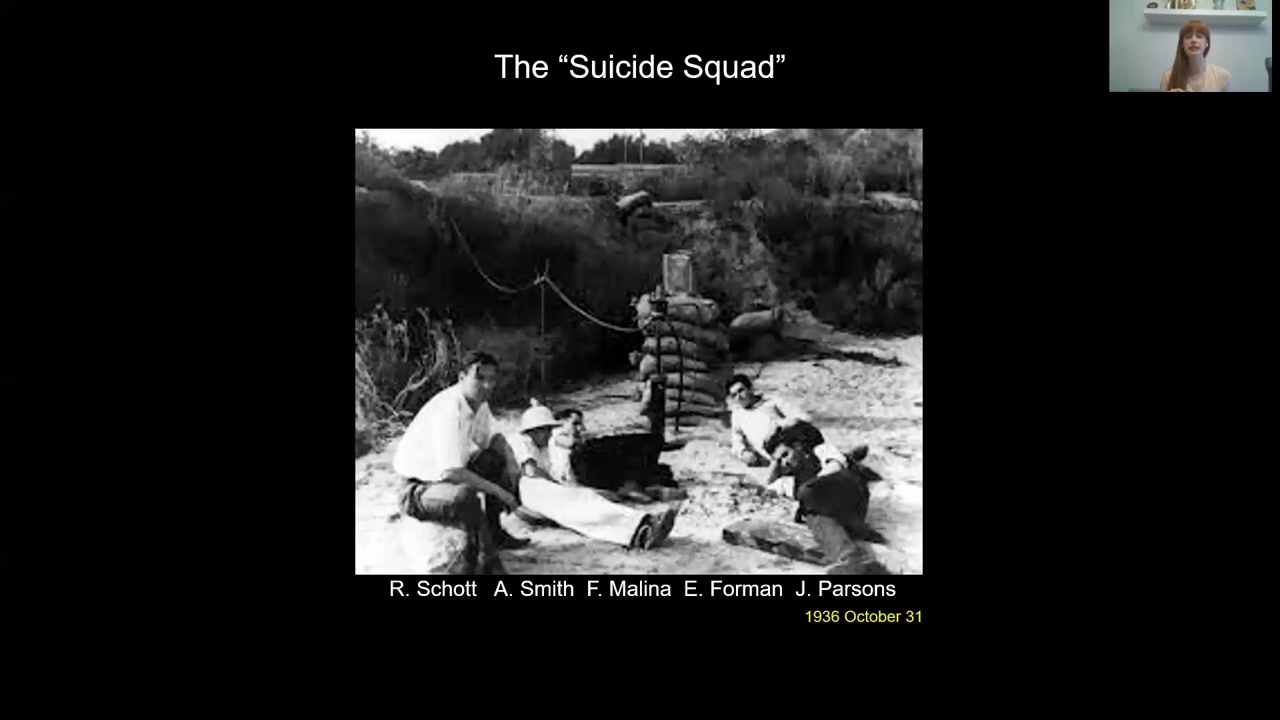 The “Suicide Squad”
R. Schott A. Smith F. Malina E. Forman J. Parsons
1936 October 31